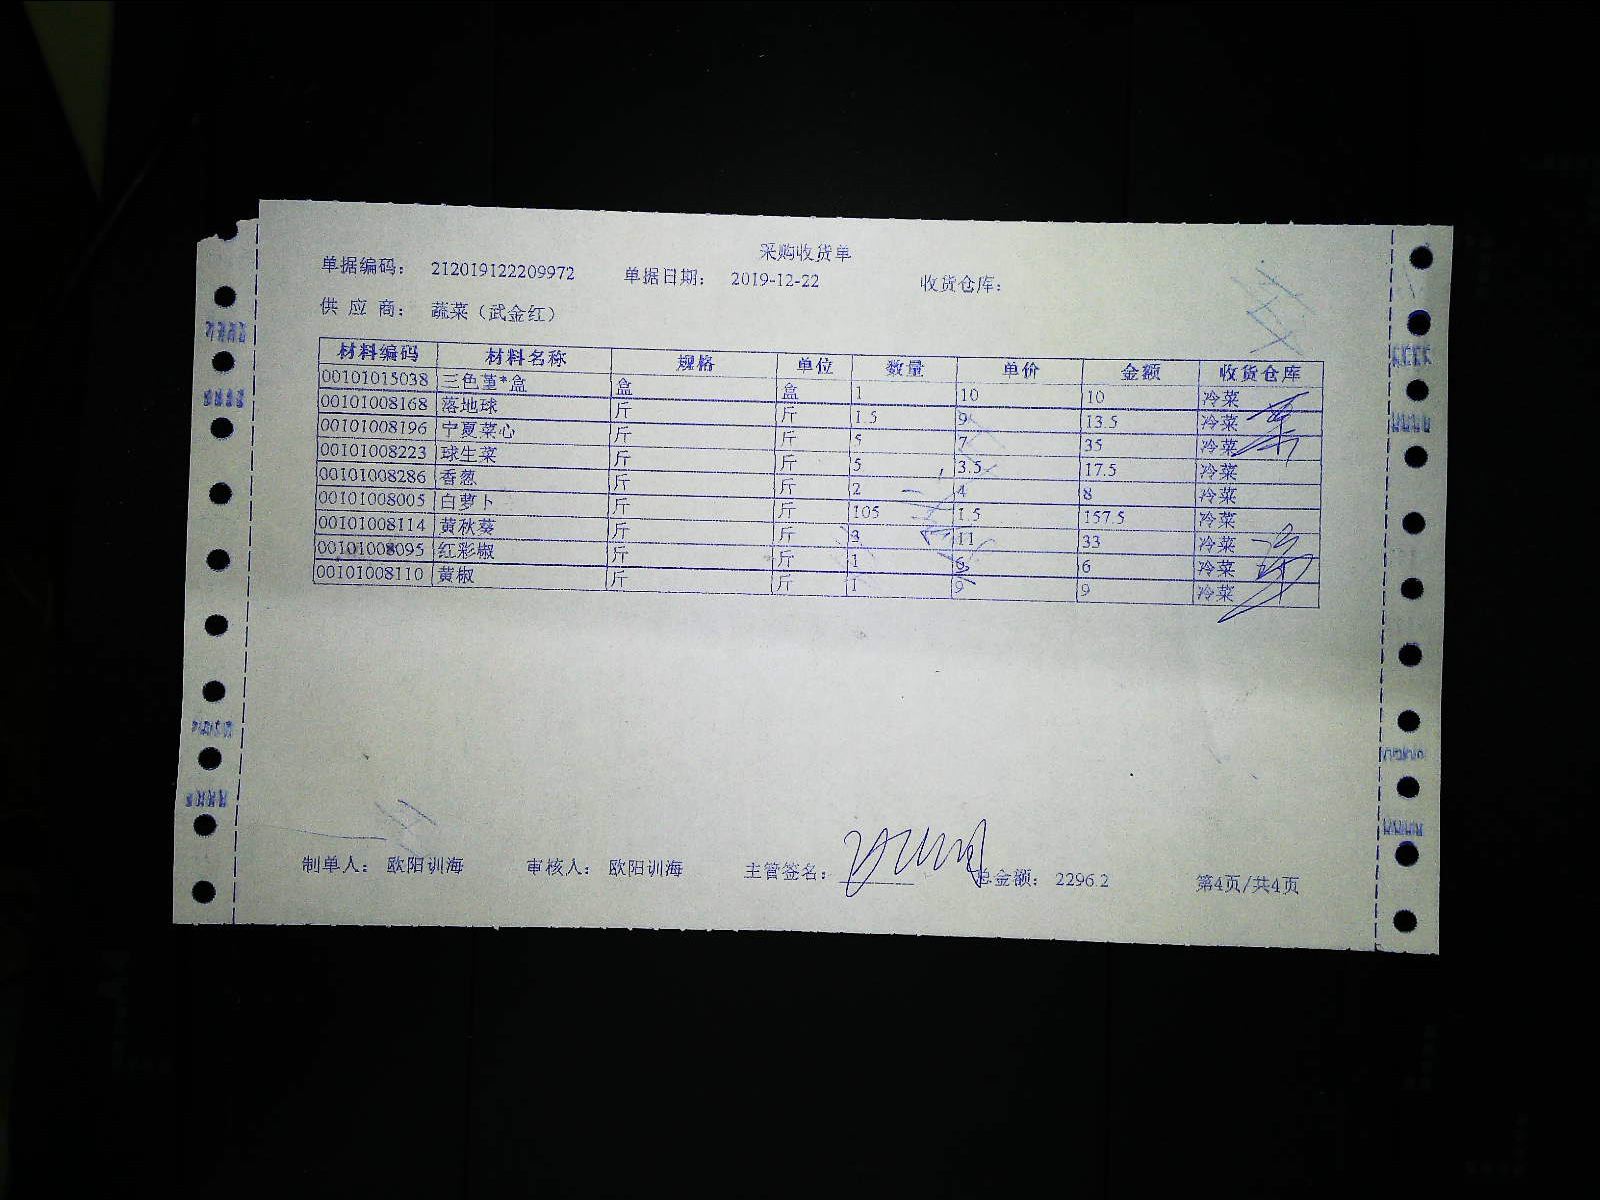 采购收货单
单据编码： 212019122209972 单据日期： 2019-12-22 收货仓库：
供 应 商： 蔬菜（武金红）
材料编码 材料名称 规格 单位 数量 单价 金额 收货仓库
00101015038 三色堇*盒 盒 盒 1 10 10 冷菜
00101008168 落地球 斤 斤 1.5 9 13.5 冷菜
00101008196 宁夏菜心 斤 斤 5 7 35 冷菜
00101008223 球生菜 斤 斤 5 3.5 17.5 冷菜
00101008286 香葱 斤 斤 2 4 8 冷菜
00101008005 白萝卜 斤 斤 105 1.5 157.5 冷菜
00101008114 黄秋葵 斤 斤 3 11 33 冷菜
00101008095 红彩椒 斤 斤 1 6 6 冷菜
00101008110 黄椒 斤 斤 1 9 9 冷菜
制单人： 欧阳训海 审核人： 欧阳训海 主管签名： 总金额： 2296.2 第4页/共4页